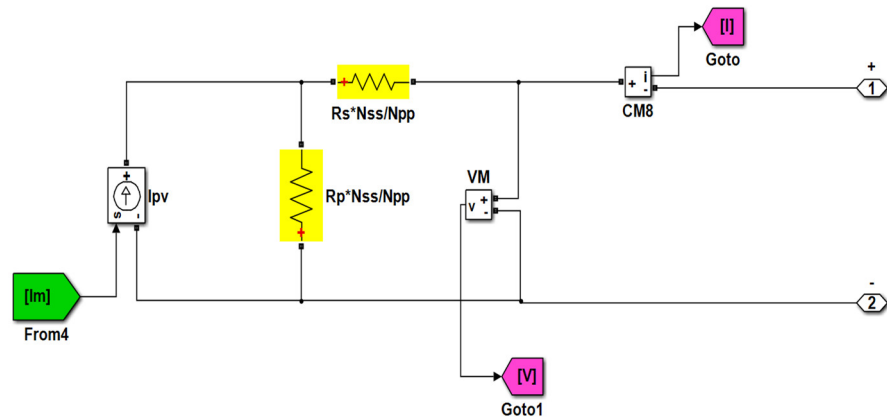 [I]
Goto
+
i
+
-
1
CM8
+
Rs*Nss/Npp
+
s
-
Ipv
Rp*Nss/Npp
+
VM
v
+
-
[Im]
From4
-
2
[V]
Goto1